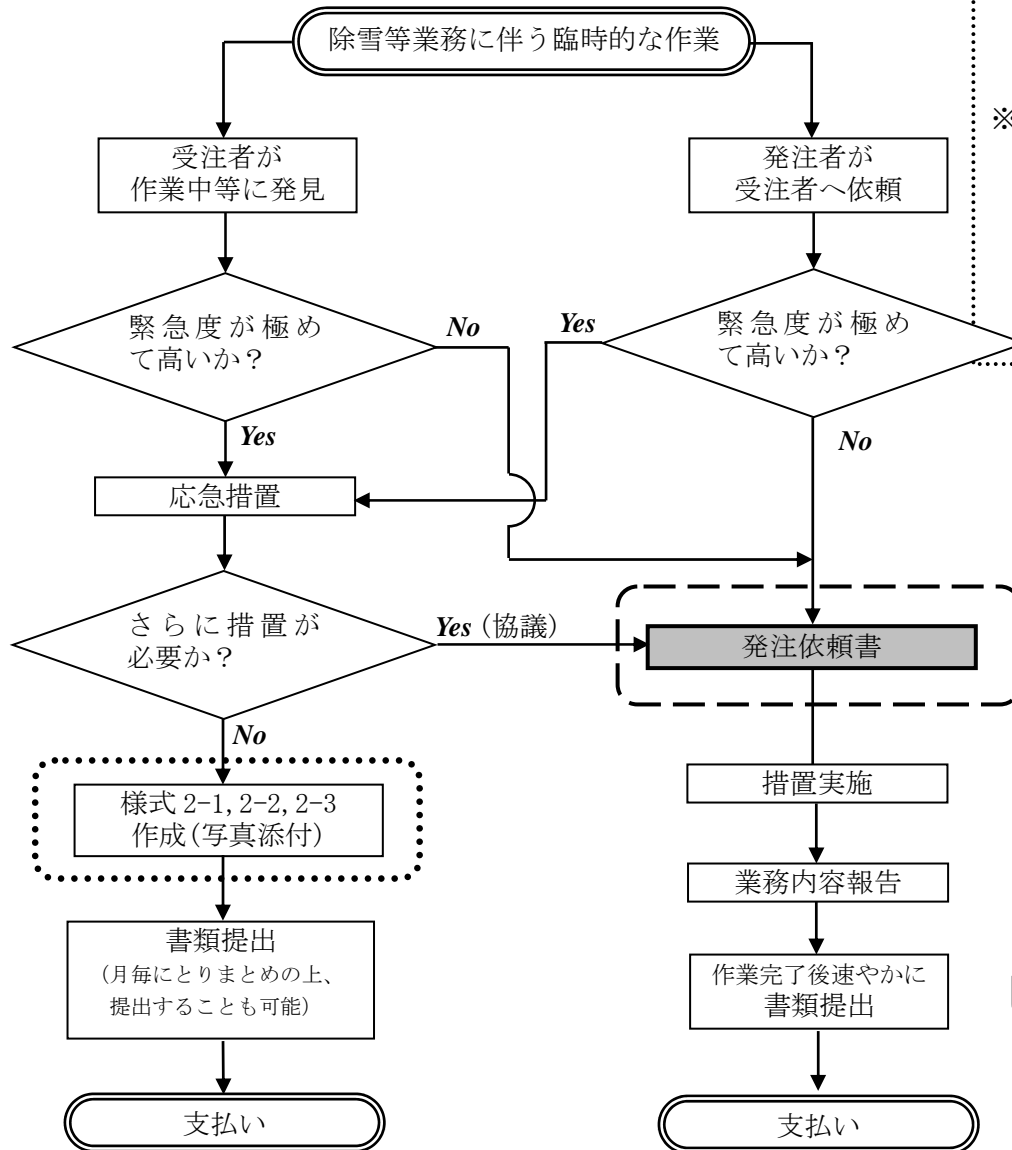 除雪等業務に伴う臨時的な作業
※
受注者が
作業中等に発見
発注者が
受注者へ依頼
緊急度が極め
て高いか？
No
Yes
緊急度が極め
て高いか？
Yes
No
応急措置
さらに措置が
必要か？
Yes（協議）
発注依頼書
No
様式 2-1, 2-2, 2-3
作成（写真添付）
措置実施
業務内容報告
書類提出
（月毎にとりまとめの上、
提出することも可能）
作業完了後速やかに
書類提出
支払い
支払い